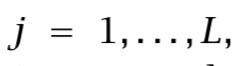 j = 1,...,L,